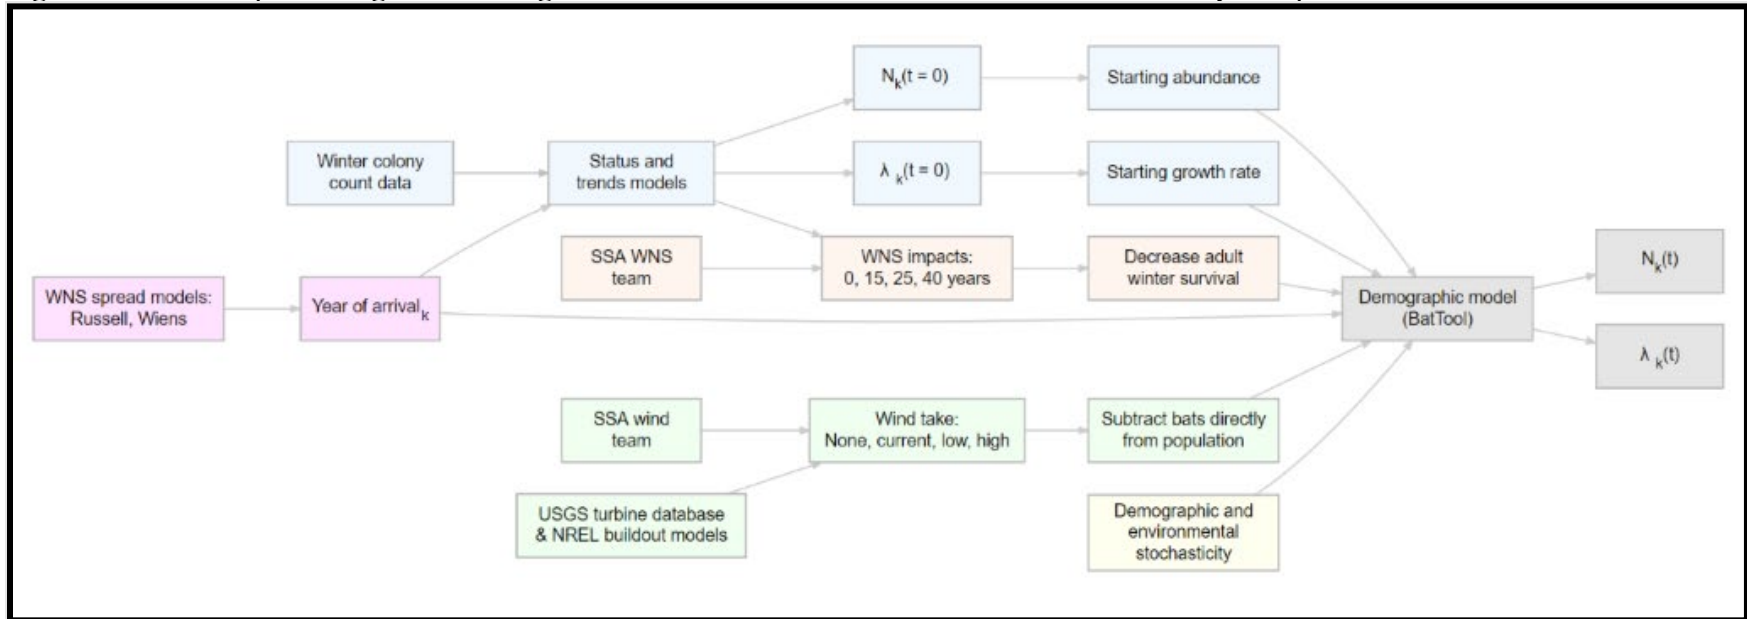 N_k(t = 0)
Starting abundance
Winter colony
count data
Status and
trends models
λ_k(t = 0)
Starting growth rate
SSA WNS
team
WNS impacts:
0, 15, 25, 40 years
Decrease adult
winter survival
N_k(t)
WNS spread models:
Russell, Wiens
Year of arrival_k
Demographic model
(BatTool)
λ_k(t)
SSA wind
team
Wind take:
None, current, low, high
Subtract bats directly
from population
USGS turbine database
& NREL buildout models
Demographic and
environmental
stochasticity